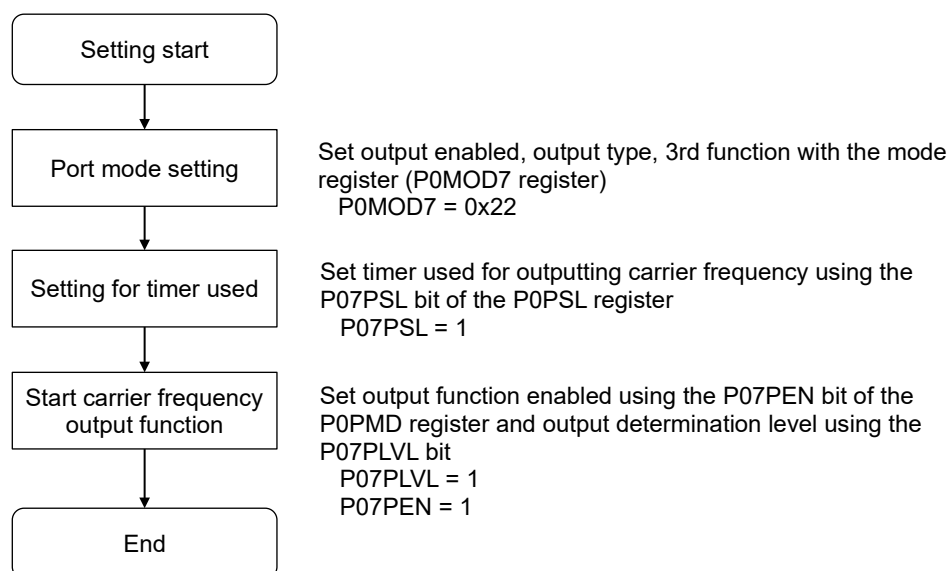 Setting start
Port mode setting
Set output enabled, output type, 3rd function with the mode
register (P0MOD7 register)
P0MOD7 = 0x22
Setting for timer used
Set timer used for outputting carrier frequency using the
P07PSL bit of the P0PSL register
P07PSL = 1
Start carrier frequency
output function
Set output function enabled using the P07PEN bit of the
P0PMD register and output determination level using the
P07PLVL bit
P07PLVL = 1
P07PEN = 1
End